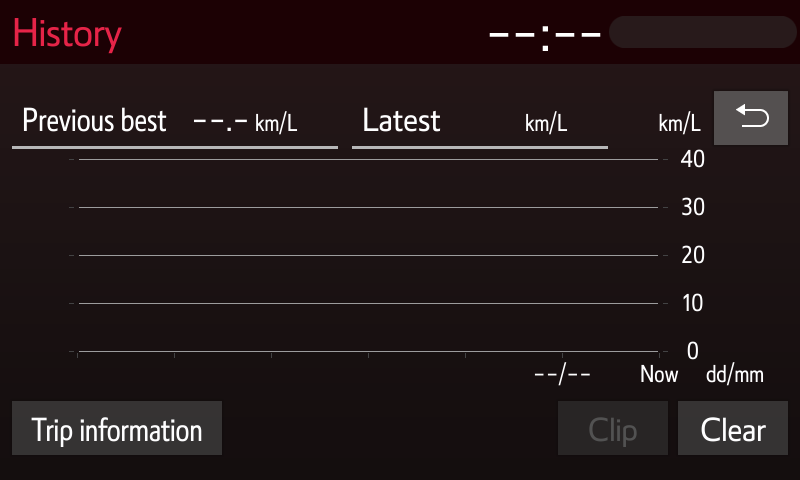 History --:--
Previous best --.- km/L Latest km/L km/L
40
30
20
10
0
--/-- Now dd/mm
Trip information Clip Clear